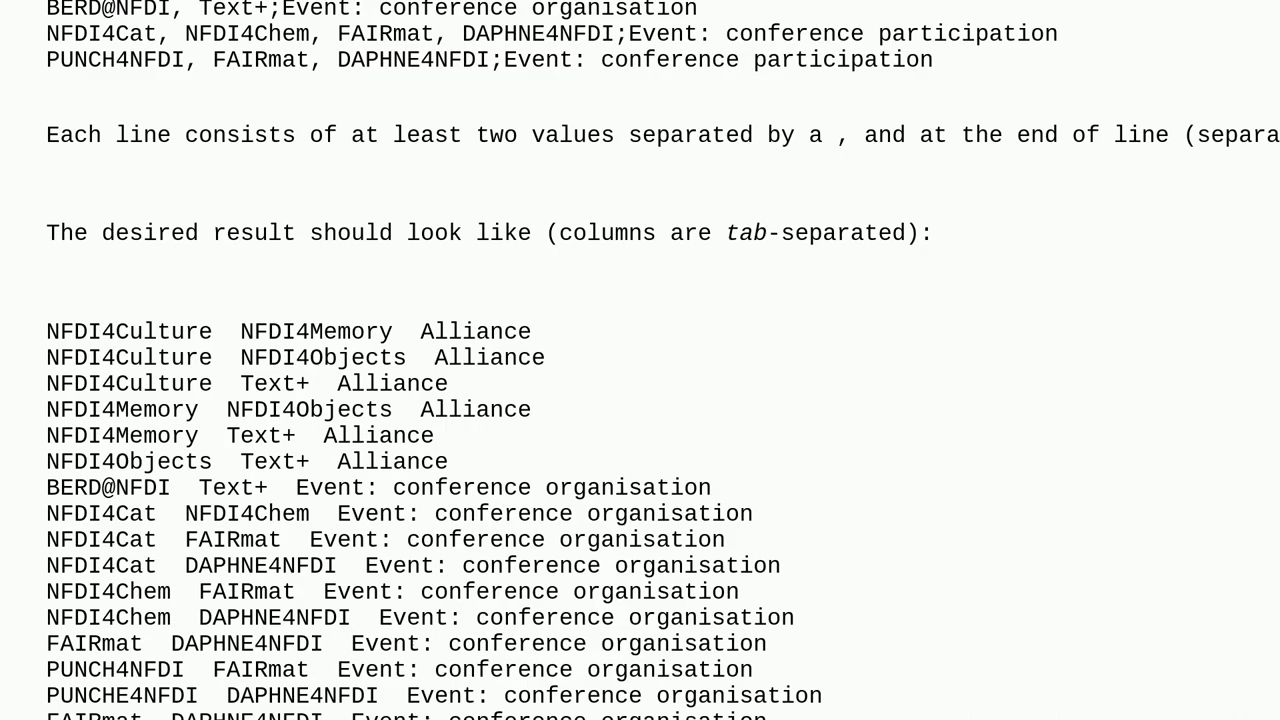 BERD@NFDI, Text+;Event: conference organisation
NFDI4Cat, NFDI4Chem, FAIRmat, DAPHNE4NFDI;Event: conference participation
PUNCH4NFDI, FAIRmat, DAPHNE4NFDI;Event: conference participation
Each line consists of at least two values separated by a , and at the end of line (separa
The desired result should look like (columns are tab-separated):
NFDI4Culture  NFDI4Memory  Alliance
NFDI4Culture  NFDI4Objects  Alliance
NFDI4Culture  Text+  Alliance
NFDI4Memory  NFDI4Objects  Alliance
NFDI4Memory  Text+  Alliance
NFDI4Objects  Text+  Alliance
BERD@NFDI  Text+  Event: conference organisation
NFDI4Cat  NFDI4Chem  Event: conference organisation
NFDI4Cat  FAIRmat  Event: conference organisation
NFDI4Cat  DAPHNE4NFDI  Event: conference organisation
NFDI4Chem  FAIRmat  Event: conference organisation
NFDI4Chem  DAPHNE4NFDI  Event: conference organisation
FAIRmat  DAPHNE4NFDI  Event: conference organisation
PUNCH4NFDI  FAIRmat  Event: conference organisation
PUNCHE4NFDI  DAPHNE4NFDI  Event: conference organisation
FAIRmat  DAPHNE4NFDI  Event: conference organisation